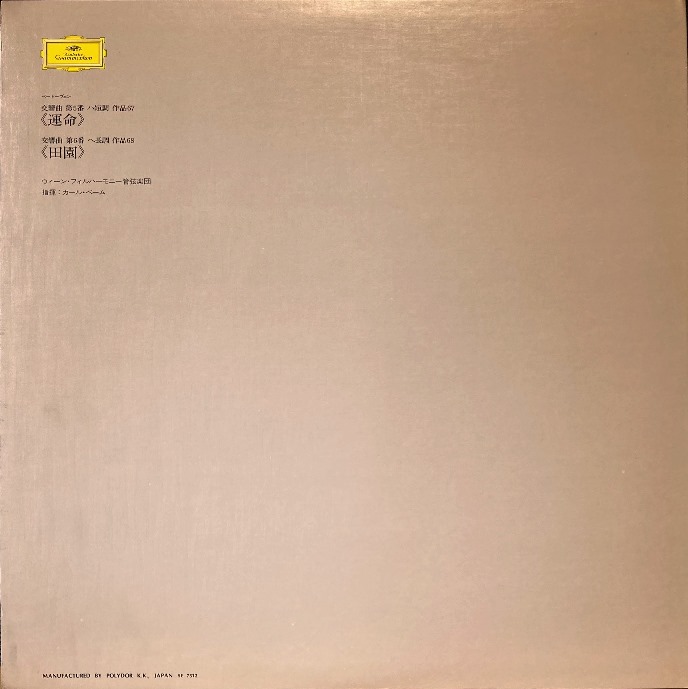 Deutsche
Grammophon
ベートーヴェン
交響曲 第5番 ハ短調 作品67
《運命》
交響曲 第6番 ヘ長調 作品68
《田園》
ウィーン・フィルハーモニー管弦楽団
指揮：カール・ベーム
MANUFACTURED BY POLYDOR K.K., JAPAN